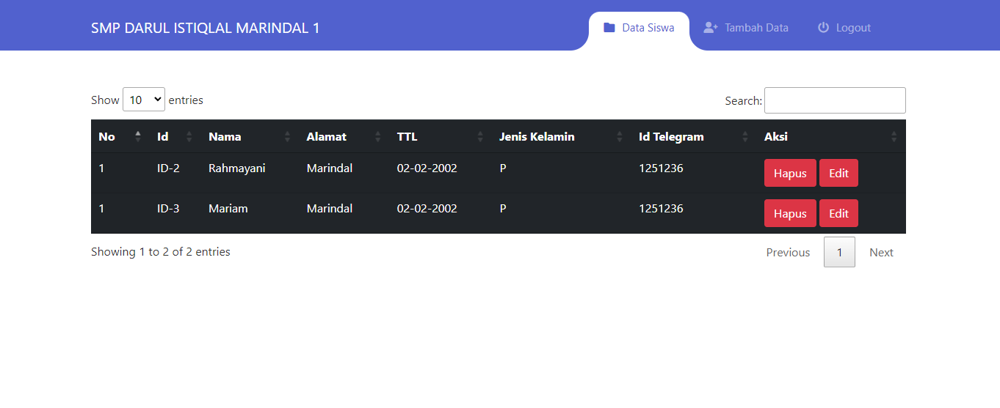 SMP DARUL ISTIQLAL MARINDAL 1 Data Siswa Tambah Data Logout
Show 10 entries Search:
No Id Nama Alamat TTL Jenis Kelamin Id Telegram Aksi
1 ID-2 Rahmayani Marindal 02-02-2002 P 1251236 Hapus Edit
1 ID-3 Mariam Marindal 02-02-2002 P 1251236 Hapus Edit
Showing 1 to 2 of 2 entries Previous 1 Next